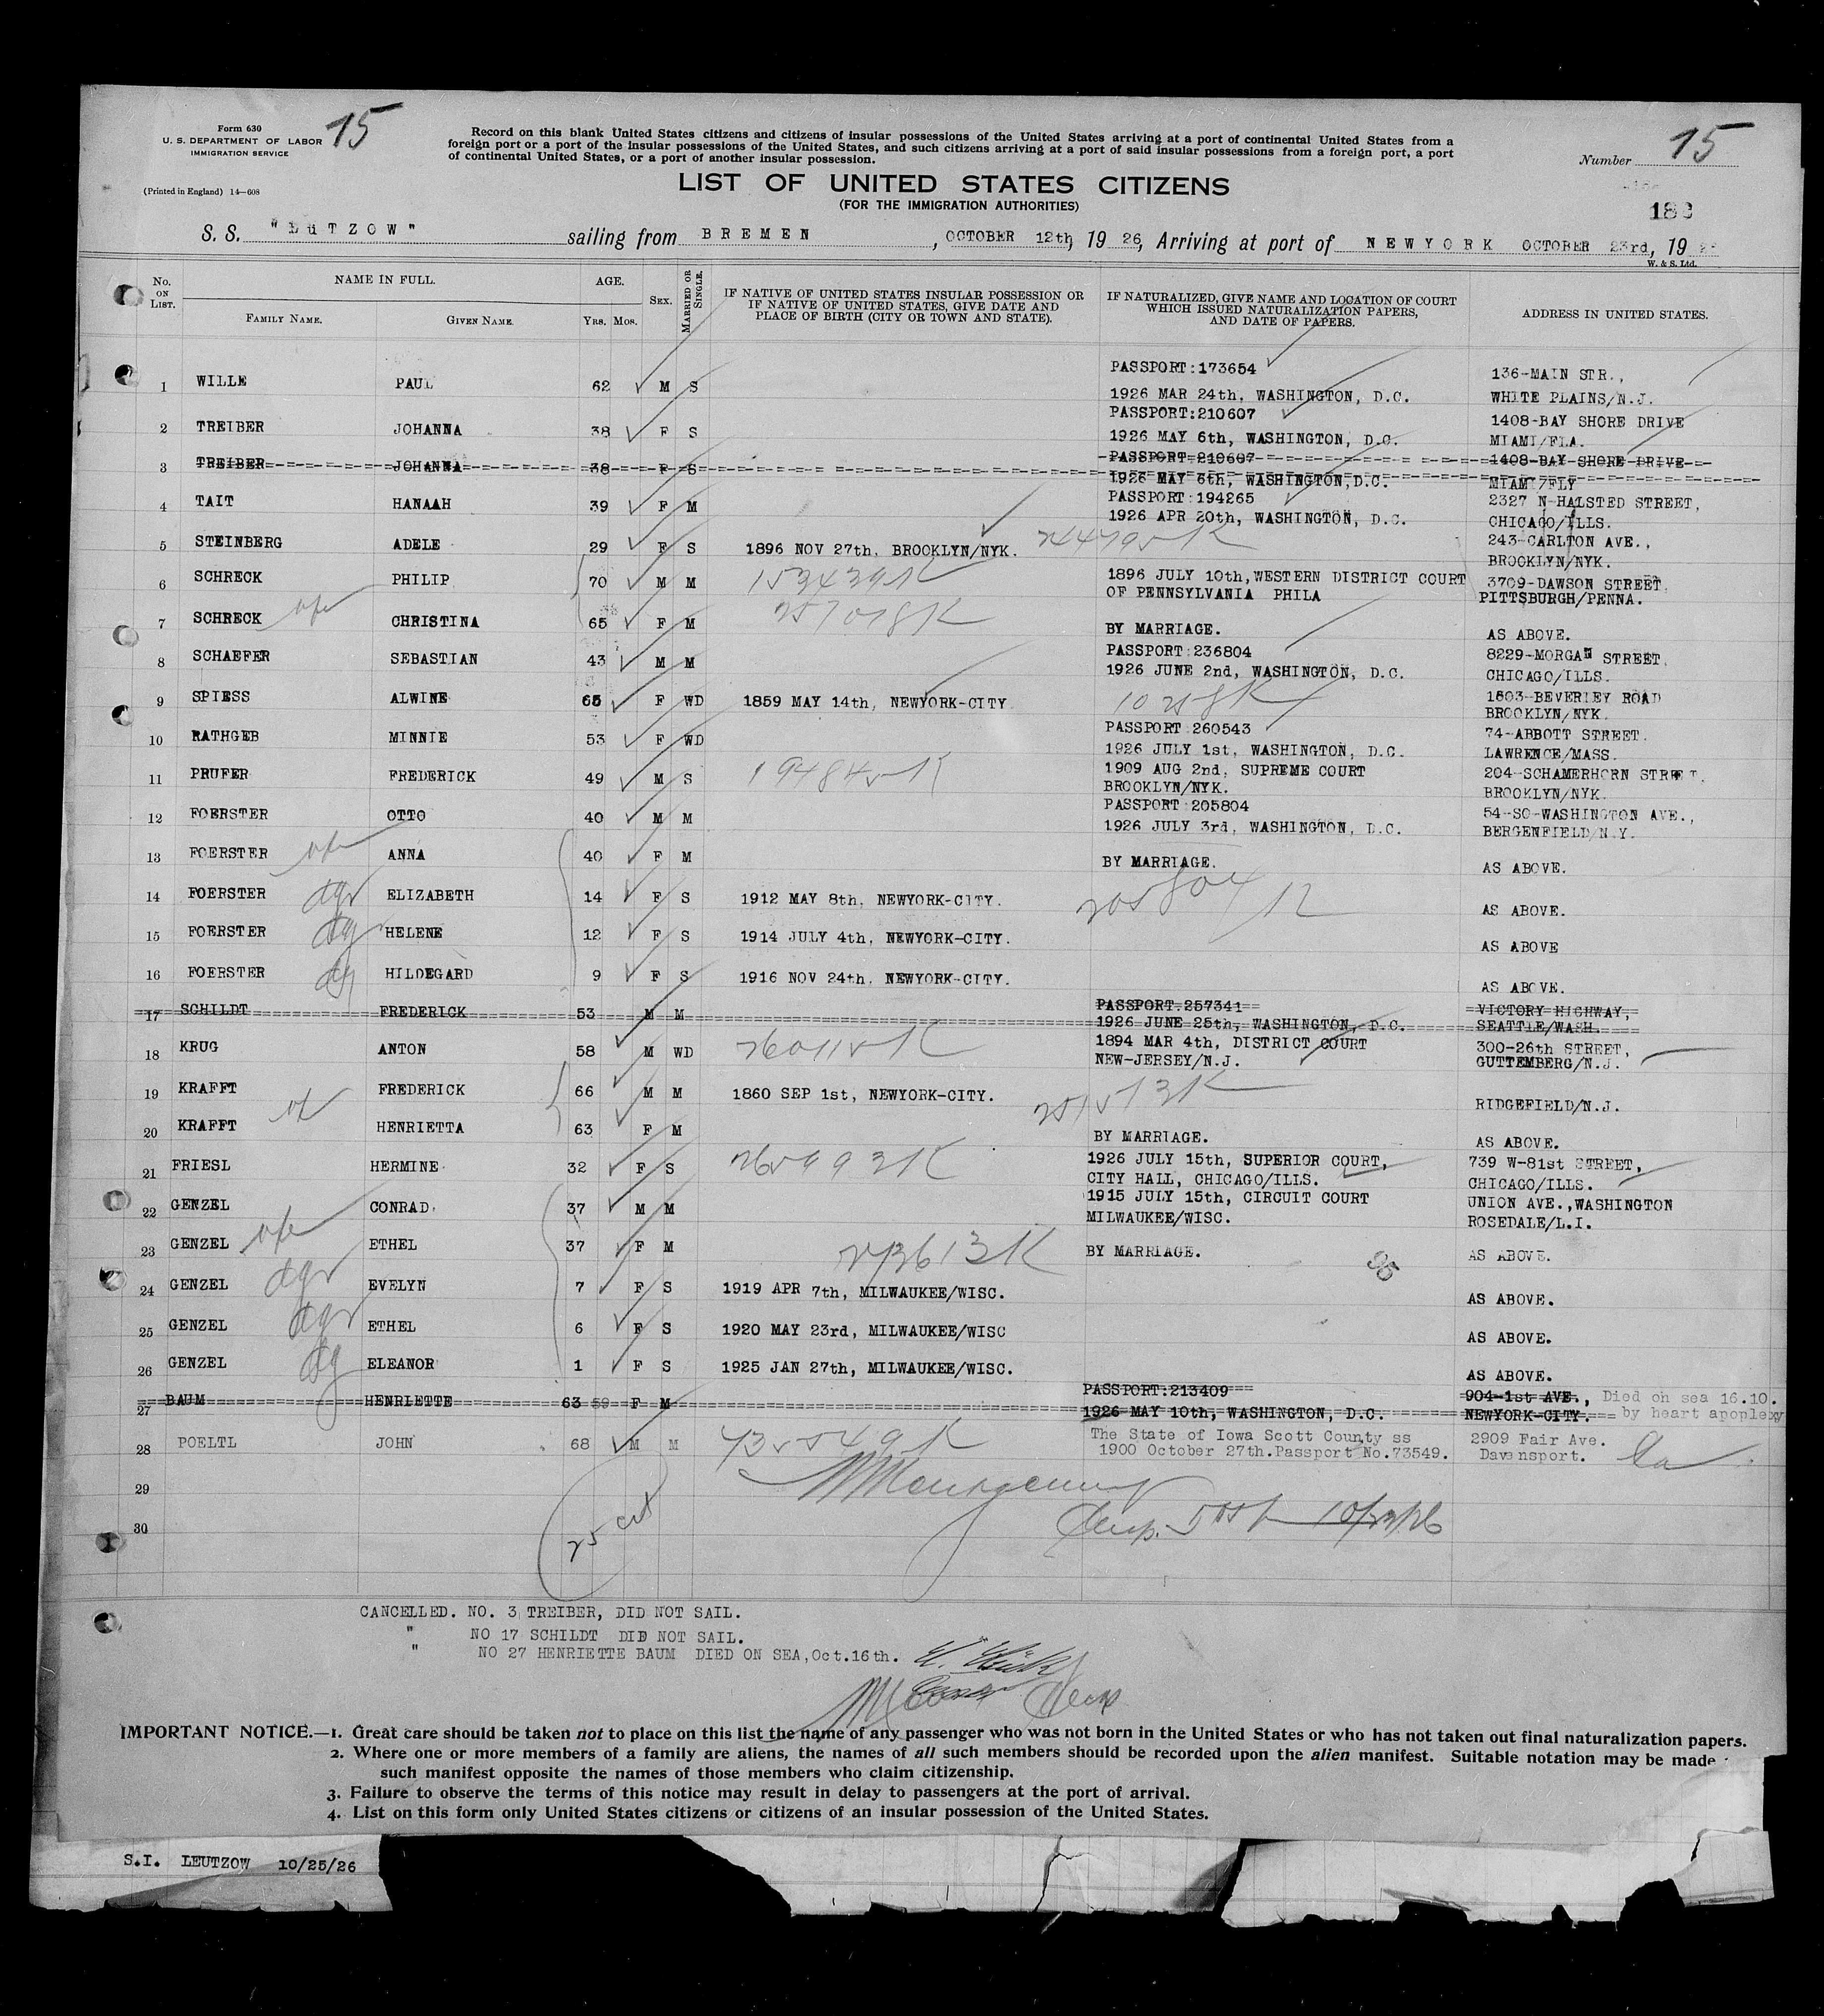 Form 630
U. S. DEPARTMENT OF LABOR
IMMIGRATION SERVICE
(Printed in England) 14—608
15
Record on this blank United States citizens and citizens of insular possessions of the United States arriving at a port of continental United States from a
foreign port or a port of the insular possessions of the United States, and such citizens arriving at a port of said insular possessions from a foreign port, a port
of continental United States, or a port of another insular possession.
Number 15
LIST OF UNITED STATES CITIZENS
(FOR THE IMMIGRATION AUTHORITIES)
S. S. "LUTZOW" sailing from BREMEN, OCTOBER 12th, 1926, Arriving at port of NEWYORK OCTOBER 23rd, 19
W. & S. Ltd.
No. ON LIST. NAME IN FULL. FAMILY NAME. GIVEN NAME. AGE. YRS. MOS. SEX. MARRIED OR SINGLE. IF NATIVE OF UNITED STATES INSULAR POSSESSION OR IF NATIVE OF UNITED STATES, GIVE DATE AND PLACE OF BIRTH (CITY OR TOWN AND STATE). IF NATURALIZED, GIVE NAME AND LOCATION OF COURT WHICH ISSUED NATURALIZATION PAPERS, AND DATE OF PAPERS. ADDRESS IN UNITED STATES.
1 WILLE PAUL 62 M S PASSPORT:173654 136-MAIN STR.,
1926 MAR 24th, WASHINGTON, D.C. WHITE PLAINS/N.J.
2 TREIBER JOHANNA 38 F S PASSPORT:210607 1408-BAY SHORE DRIVE
1926 MAY 6th, WASHINGTON, D.C. MIAMI/FLA.
3 TREIBER JOHANNA 38 F S PASSPORT 210607 1408-BAY SHORE DRIVE
1926 MAY 6th, WASHINGTON,D.C. MIAMI/FLY
4 TAIT HANAAH 39 F M PASSPORT:194265 2327 N-HALSTED STREET,
1926 APR 20th, WASHINGTON, D.C. CHICAGO/ILLS.
5 STEINBERG ADELE 29 F S 1896 NOV 27th, BROOKLYN/NYK. 243-CARLTON AVE.,
BROOKLYN/NYK.
6 SCHRECK PHILIP 70 M M 153439K 1896 JULY 10th,WESTERN DISTRICT COURT 3709-DAWSON STREET,
OF PENNSYLVANIA PHILA PITTSBURGH/PENNA.
7 SCHRECK CHRISTINA 65 F M BY MARRIAGE. AS ABOVE.
8 SCHAEFER SEBASTIAN 43 M M PASSPORT:236804 8229-MORGAN STREET,
1926 JUNE 2nd, WASHINGTON, D.C. CHICAGO/ILLS.
9 SPIESS ALWINE F WD 1859 MAY 14th, NEWYORK-CITY 1603-BEVERLEY ROAD
BROOKLYN/NYK.
10 RATHGEB MINNIE 53 F WD PASSPORT:260543 74-ABBOTT STREET.
1926 JULY 1st, WASHINGTON, D.C. LAWRENCE/MASS.
11 PRUFER FREDERICK 49 M S 1909 AUG 2nd, SUPREME COURT 204-SCHAMERHORN STREET,
BROOKLYN/NYK. BROOKLYN/NYK.
12 FOERSTER OTTO 40 M M PASSPORT:205804 54-SO-WASHINGTON AVE.,
1926 JULY 3rd, WASHINGTON, D.C. BERGENFIELD/N.Y.
13 FOERSTER ANNA 40 F M BY MARRIAGE. AS ABOVE.
14 FOERSTER dgr ELIZABETH 14 F S 1912 MAY 8th, NEWYORK-CITY. AS ABOVE.
15 FOERSTER dg HELENE 12 F S 1914 JULY 4th, NEWYORK-CITY. AS ABOVE
16 FOERSTER dg HILDEGARD 9 F S 1916 NOV 24th, NEWYORK-CITY. AS ABOVE.
17 SCHILDT FREDERICK 53 M M PASSPORT 257341 VICTORY HIGHWAY,
1926 JUNE 25th, WASHINGTON, D.C. SEATTLE/WASH.
18 KRUG ANTON 58 M WD 1894 MAR 4th, DISTRICT COURT 300-26th STREET,
NEW-JERSEY/N.J. GUTTEMBERG/N.J.
19 KRAFFT FREDERICK 66 M M 1860 SEP 1st, NEWYORK-CITY. RIDGEFIELD/N.J.
20 KRAFFT HENRIETTA 63 F M BY MARRIAGE. AS ABOVE.
21 FRIESL HERMINE 32 F S 1926 JULY 15th, SUPERIOR COURT, 739 W-81st STREET,
CITY HALL, CHICAGO/ILLS. CHICAGO/ILLS.
22 GENZEL CONRAD 37 M M 1915 JULY 15th, CIRCUIT COURT UNION AVE.,WASHINGTON
MILWAUKEE/WISC. ROSEDALE/L.I.
23 GENZEL ETHEL 37 F M BY MARRIAGE. 95 AS ABOVE.
24 GENZEL dgr EVELYN 7 F S 1919 APR 7th, MILWAUKEE/WISC. AS ABOVE.
25 GENZEL dgr ETHEL 6 F S 1920 MAY 23rd, MILWAUKEE/WISC AS ABOVE.
26 GENZEL dg ELEANOR 1 F S 1925 JAN 27th, MILWAUKEE/WISC. AS ABOVE.
27 BAUM HENRIETTE 63 59 F M PASSPORT:213409 904-1st AVE., Died on sea 16.10.
1926 MAY 10th, WASHINGTON, D.C. NEWYORK-CITY. by heart apoplexy
28 POELTL JOHN 68 M M The State of Iowa Scott County ss 2909 Fair Ave.
1900 October 27th.Passport No.73549. Davensport. Ia
29
30
25 cit
10/23/26
CANCELLED. NO. 3 TREIBER, DID NOT SAIL.
" NO 17 SCHILDT DID NOT SAIL.
" NO 27 HENRIETTE BAUM DIED ON SEA,Oct.16th.
IMPORTANT NOTICE.—1. Great care should be taken not to place on this list the name of any passenger who was not born in the United States or who has not taken out final naturalization papers.
2. Where one or more members of a family are aliens, the names of all such members should be recorded upon the alien manifest. Suitable notation may be made
such manifest opposite the names of those members who claim citizenship.
3. Failure to observe the terms of this notice may result in delay to passengers at the port of arrival.
4. List on this form only United States citizens or citizens of an insular possession of the United States.
S.I. LEUTZOW 10/25/26